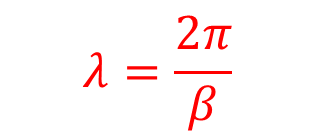 λ = 2π / β